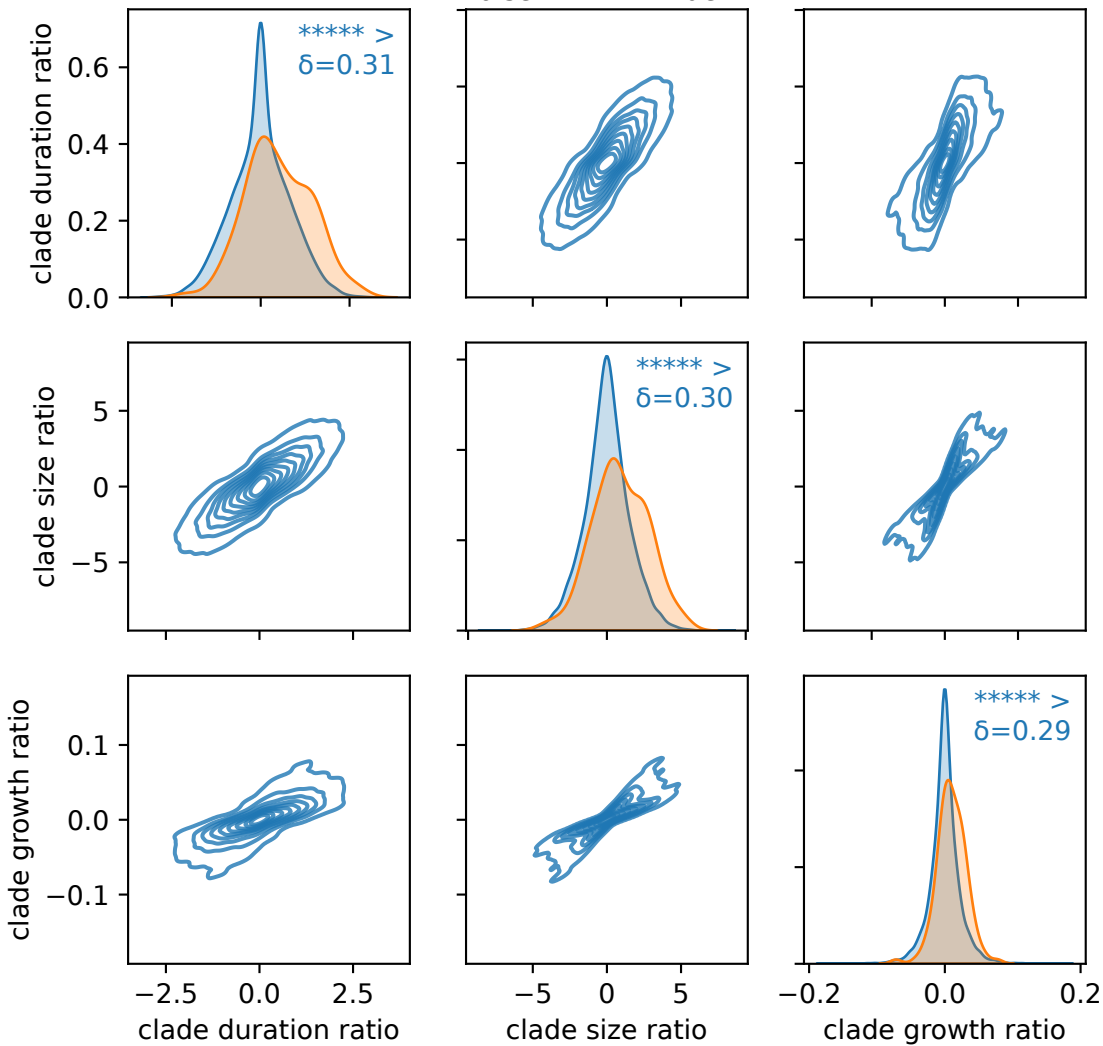 clade duration ratio
0.6
0.4
0.2
0.0
***** >
δ=0.31
clade size ratio
5
0
−5
***** >
δ=0.30
clade growth ratio
0.1
0.0
−0.1
***** >
δ=0.29
−2.5 0.0 2.5
−5 0 5
−0.2 0.0 0.2
clade duration ratio
clade size ratio
clade growth ratio